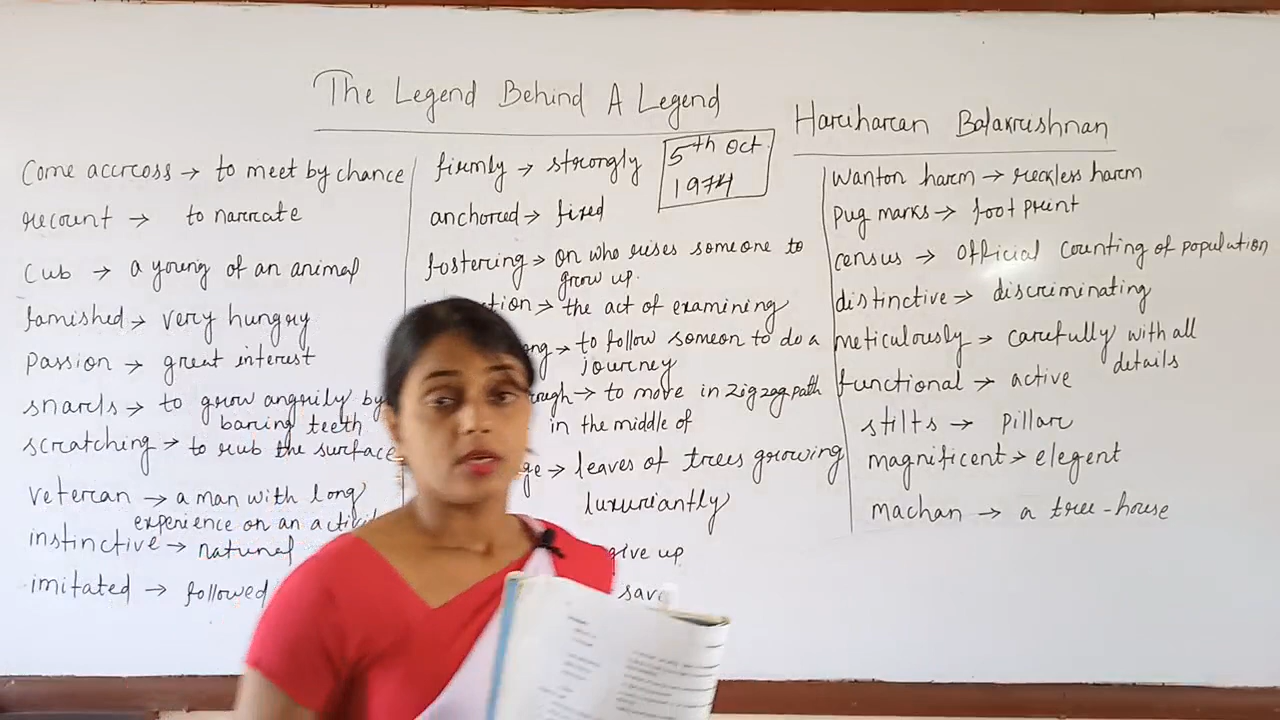 The Legend Behind A Legend
Hariharan Balakrushnan
Come accross → to meet by chance
recount → to narrate
Cub → a young of an animal
famished → very hungry
Passion → great interest
snarls → to grow angrily by
baring teeth
scratching → to rub the surface
veteran → a man with long
experience on an
instinctive → natural
imitated → followed
firmly → strongly
5th Oct.
1974
anchored → fixed
fostering → on who rises someone to
grow up.
→ the act of examining
→ to follow someon to do a
journey
→ to move in zigzag path
in the middle of
→ leaves of trees growing
luxuriantly
give up
save
wanton harm → reckless harm
pug marks → foot print
census → official counting of population
distinctive → discriminating
meticulously → carefully with all
details
functional → active
stilts → pillar
magnificent → elegent
machan → a tree-house